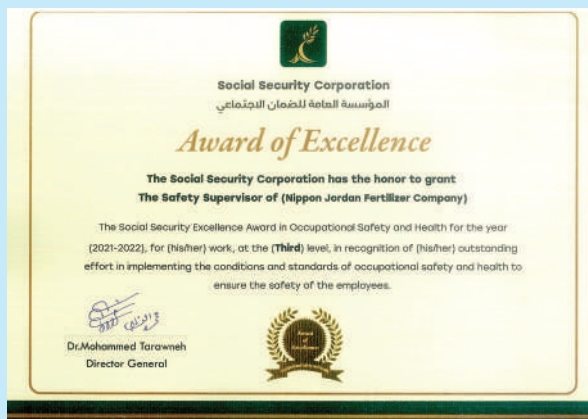 Social Security Corporation
المؤسسة العامة للضمان الاجتماعي
Award of Excellence
The Social Security Corporation has the honor to grant
The Safety Supervisor of (Nippon Jordan Fertilizer Company)
The Social Security Excellence Award in Occupational Safety and Health for the year
(2021-2022), for (his/her) work, at the (Third) level, in recognition of (his/her) outstanding
effort in implementing the conditions and standards of occupational safety and health to
ensure the safety of the employees.
Dr.Mohammed Tarawneh
Director General
Award
of
Excellence